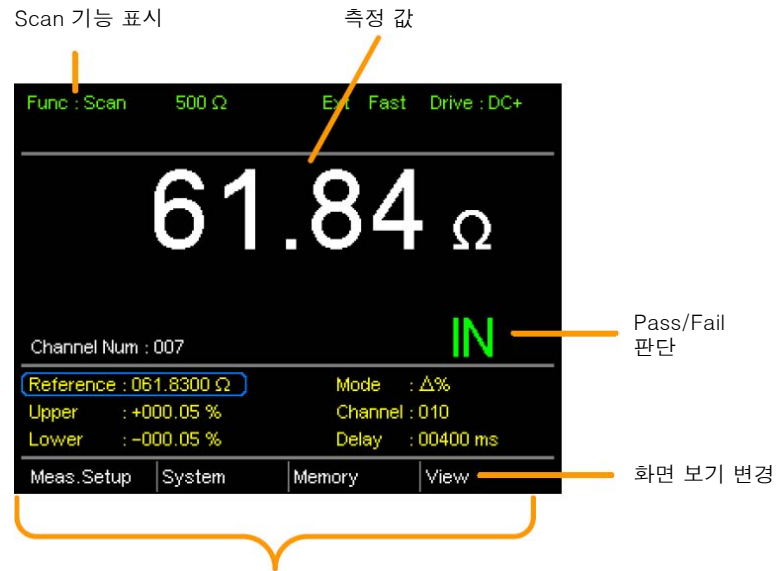 Scan 기능 표시 측정 값
Func : Scan 500 Ω Ext Fast Drive : DC+
61.84 Ω
IN
Pass/Fail
판단
Channel Num : 007
Reference : 061.8300 Ω Mode : Δ%
Upper : +000.05 % Channel : 010
Lower : -000.05 % Delay : 00400 ms
Meas.Setup System Memory View
화면 보기 변경